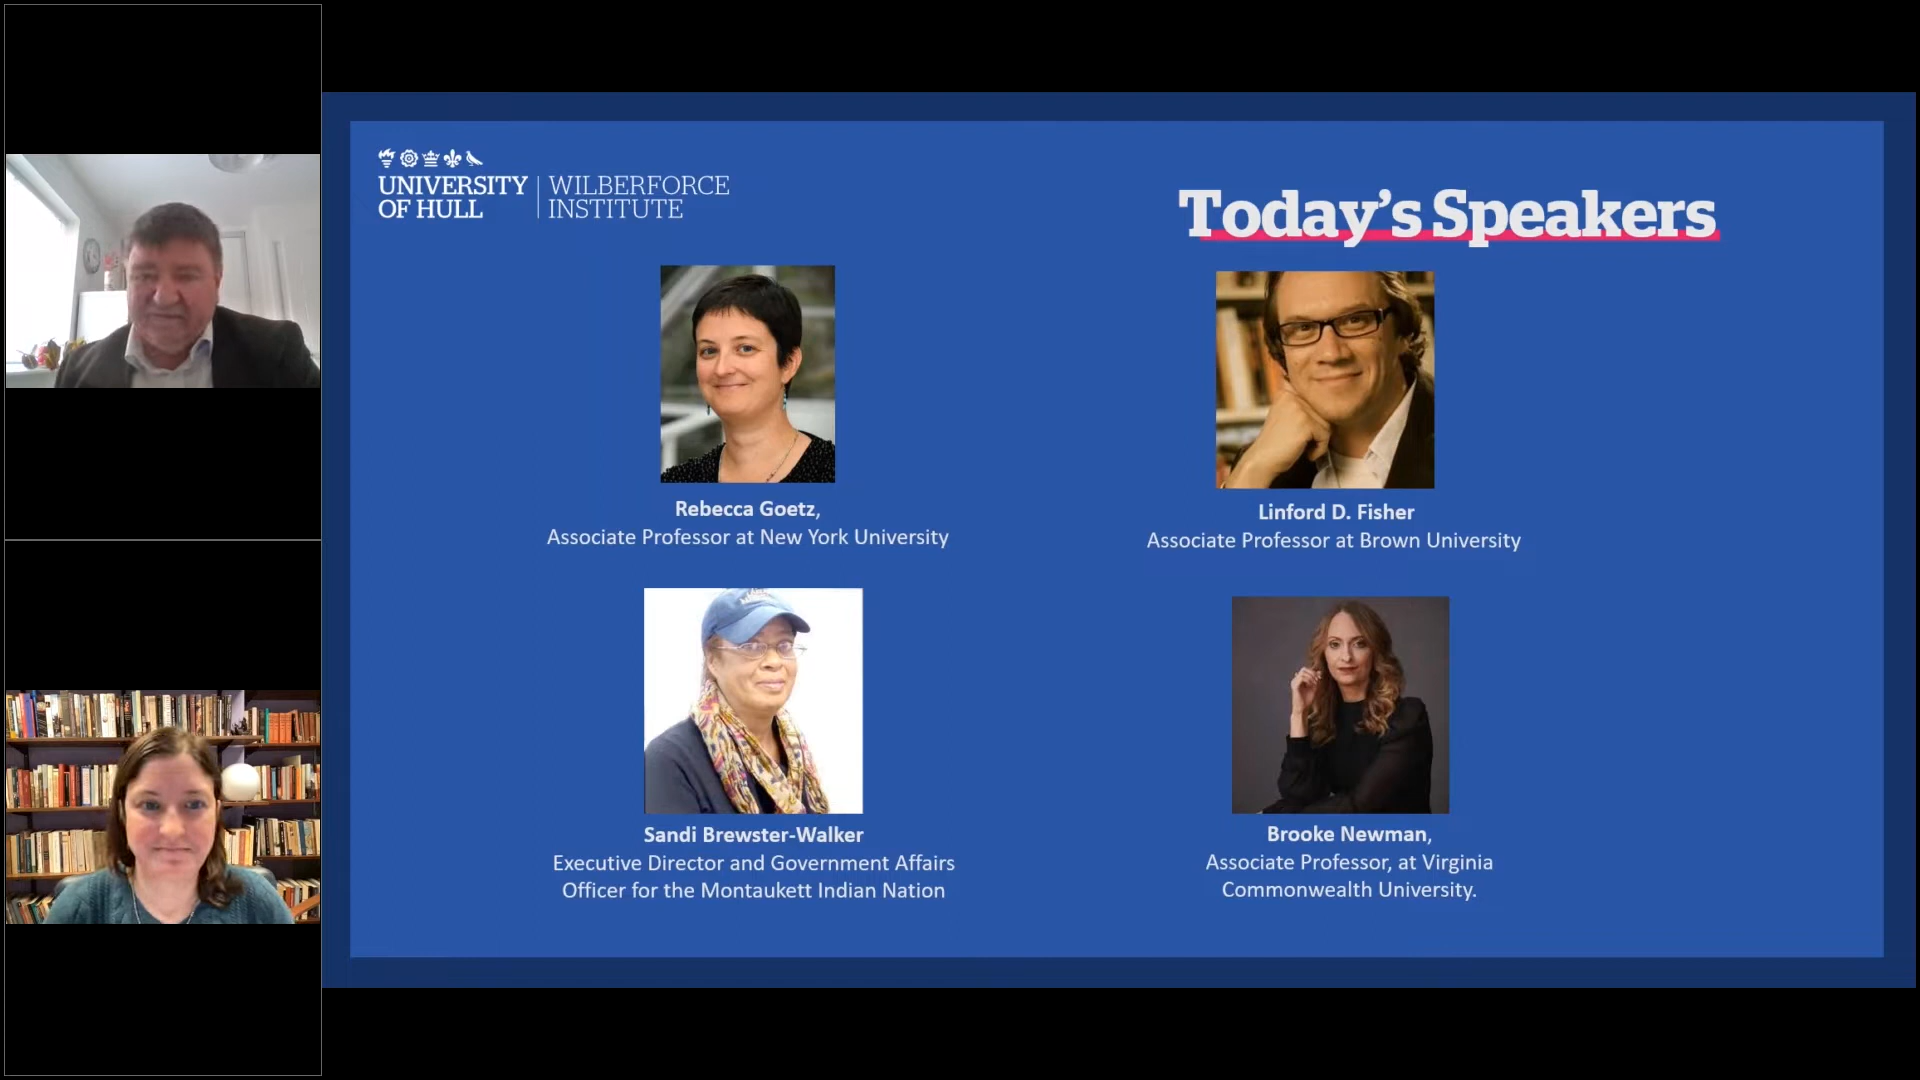 UNIVERSITY
OF HULL
WILBERFORCE
INSTITUTE
Today's Speakers
Rebecca Goetz,
Associate Professor at New York University
Linford D. Fisher
Associate Professor at Brown University
Sandi Brewster-Walker
Executive Director and Government Affairs
Officer for the Montaukett Indian Nation
Brooke Newman,
Associate Professor, at Virginia
Commonwealth University.